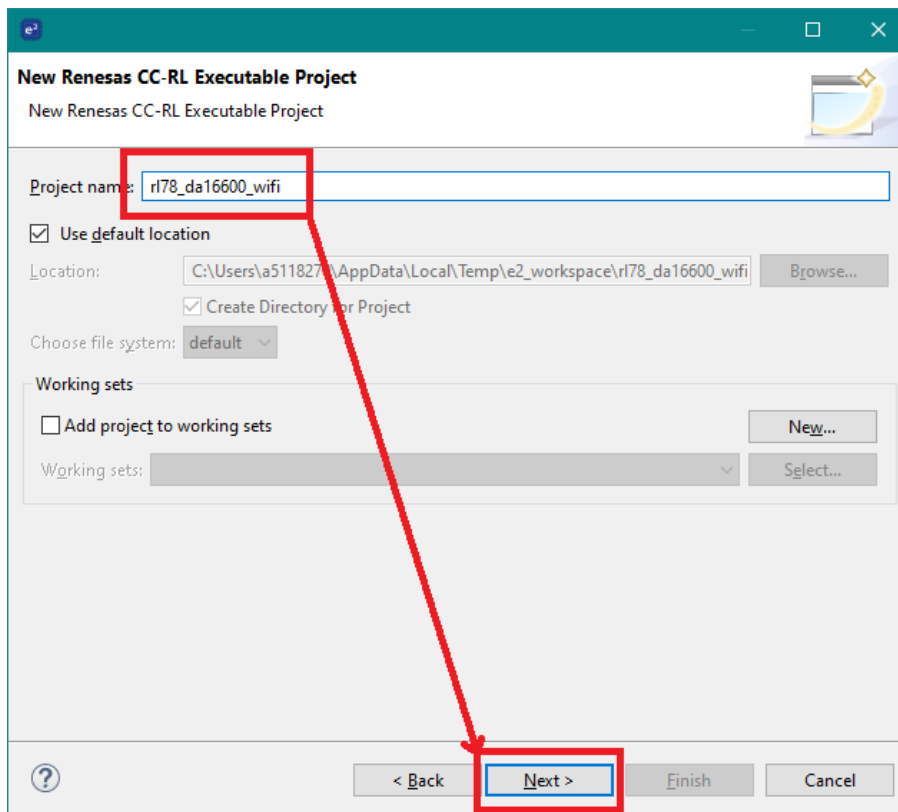 e²
New Renesas CC-RL Executable Project
New Renesas CC-RL Executable Project
Project name: rl78_da16600_wifi
Use default location
Location: AppData\Local\Temp\e2_workspace\rl78_da16600_wifi Browse...
Create Directory for Project
Choose file system: default
Working sets
Add project to working sets New...
Working sets: Select...
? < Back Next > Finish Cancel